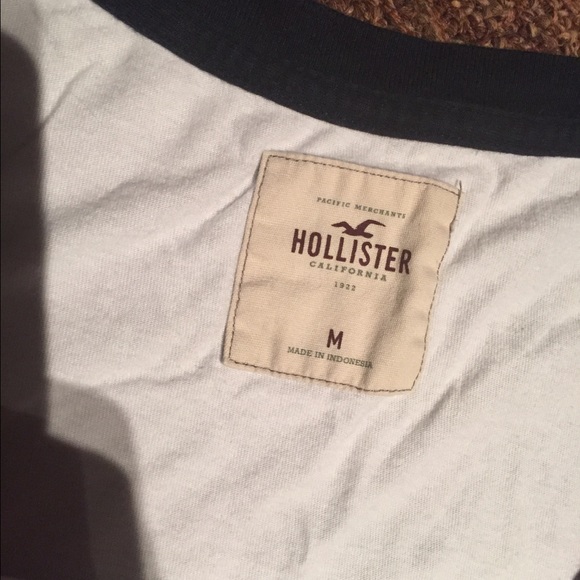 PACIFIC MERCHANTS
HOLLISTER
CALIFORNIA
1922
M
MADE IN INDONESIA